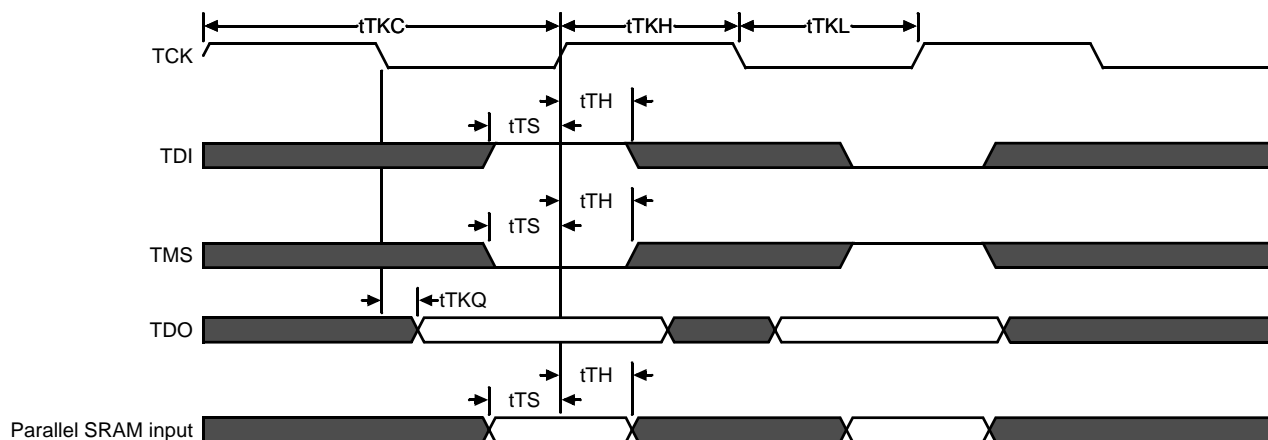 tTKC
tTKH
tTKL
TCK
tTH
tTS
TDI
tTH
tTS
TMS
tTKQ
TDO
tTH
tTS
Parallel SRAM input